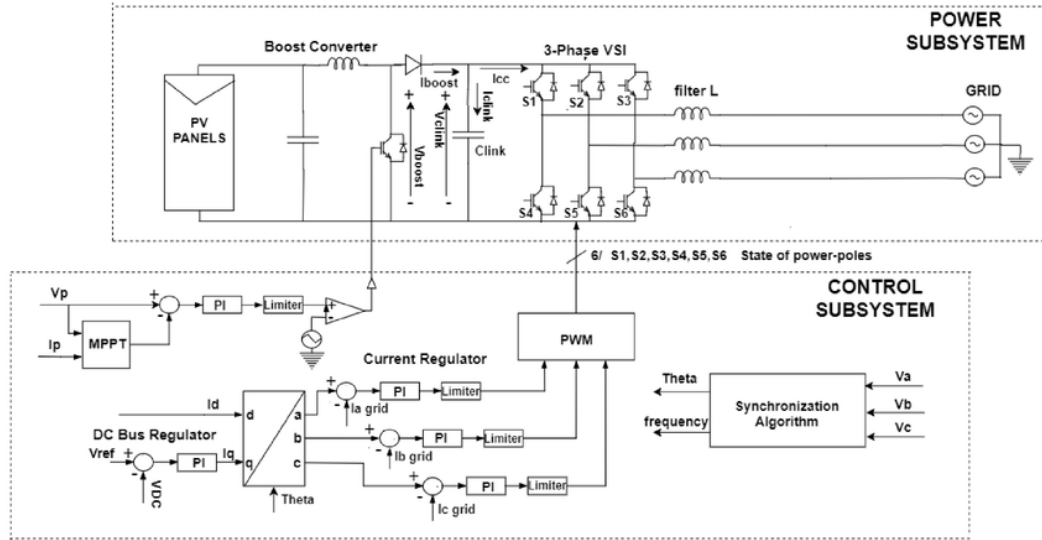 POWER
SUBSYSTEM
Boost Converter
3-Phase VSI
Iboost
Icc
Iclink
Vclink
Vboost
Clink
PV
PANELS
S1
S2
S3
S4
S5
S6
filter L
GRID
+
-
+
-
6/ S1,S2,S3,S4,S5,S6 State of power-poles
CONTROL
SUBSYSTEM
Vp
+
-
PI
Limiter
+
-
Ip
MPPT
PWM
Current Regulator
Id
d
a
+
-
PI
Limiter
Ia grid
DC Bus Regulator
b
+
-
PI
Limiter
Ib grid
Vref
+
-
PI
Iq
q
c
+
-
PI
Limiter
Ic grid
VDC
Theta
Theta
frequency
Synchronization
Algorithm
Va
Vb
Vc